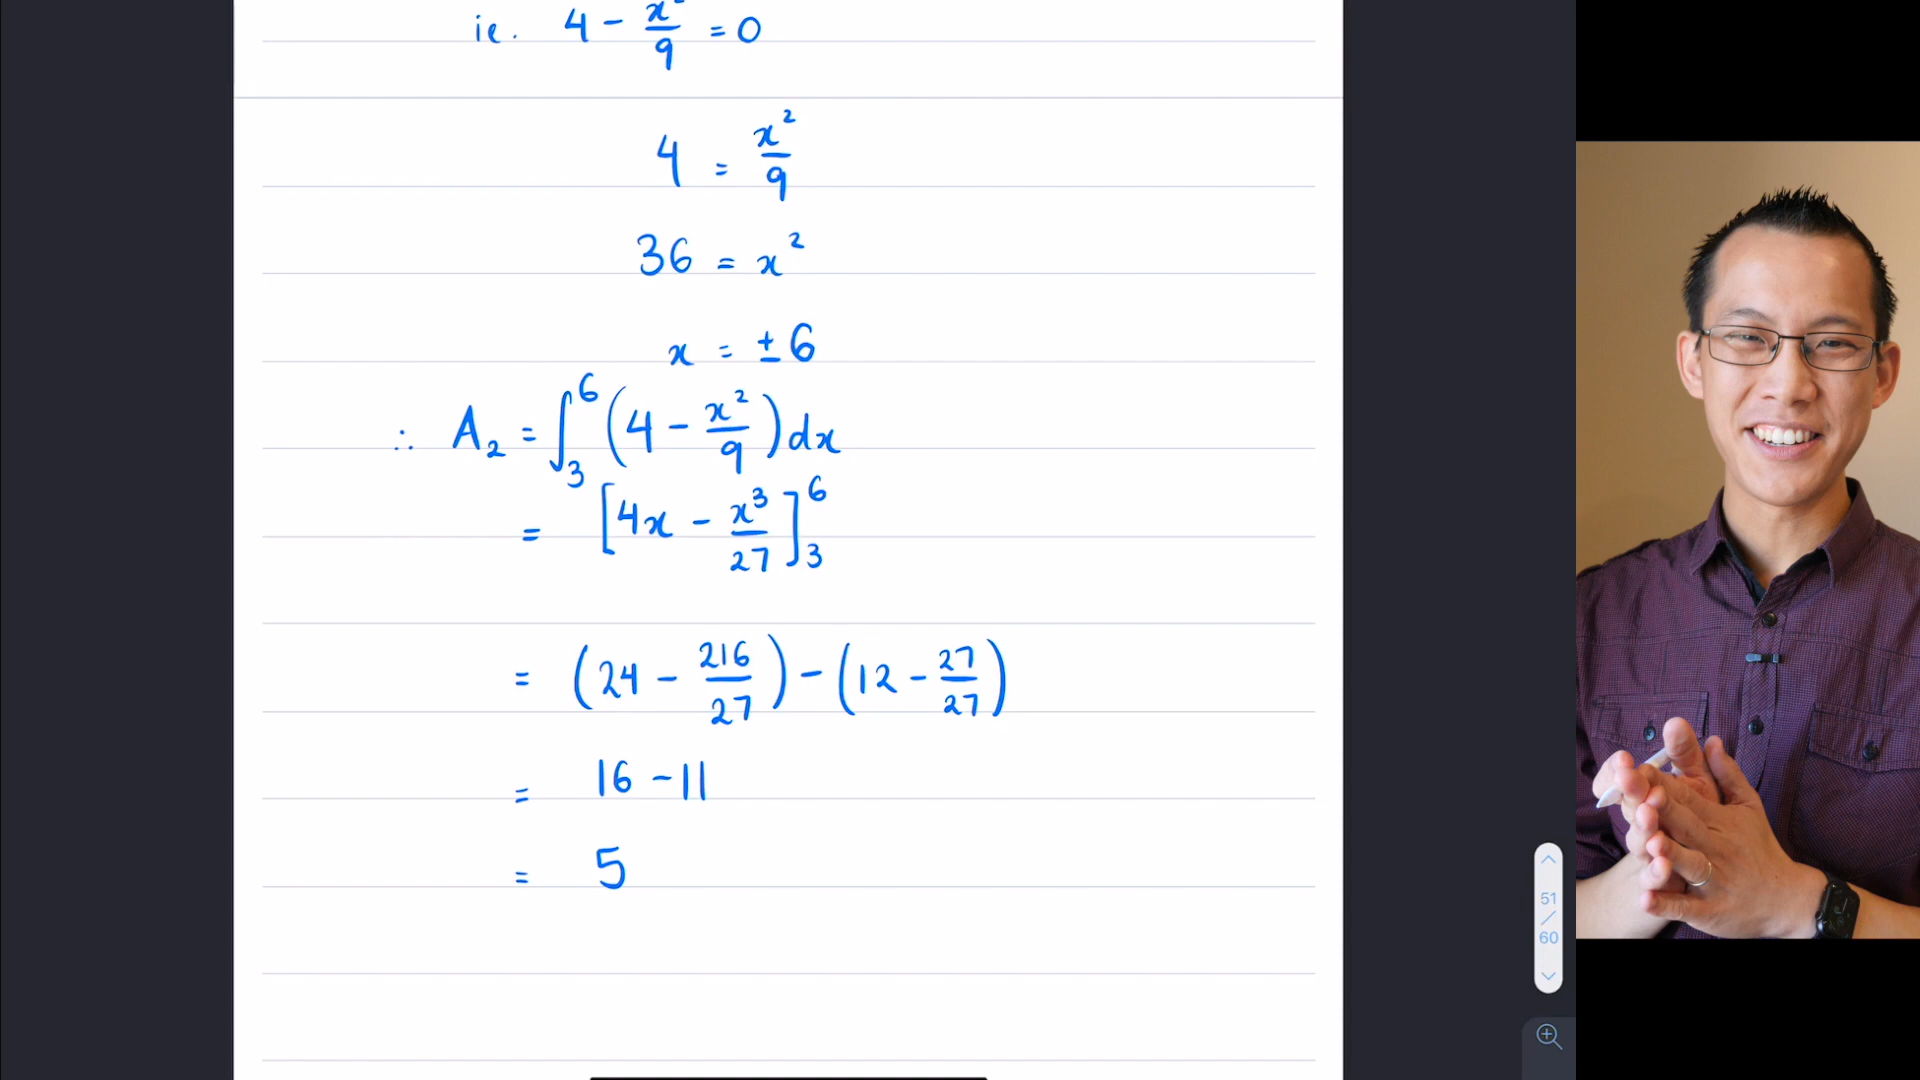 ie. 4 - x²/9 = 0
4 = x²/9
36 = x²
x = ±6
∴ A₂ = ∫₃⁶ (4 - x²/9) dx
= [4x - x³/27]₃⁶
= (24 - 216/27) - (12 - 27/27)
= 16 - 11
= 5
51
/
60